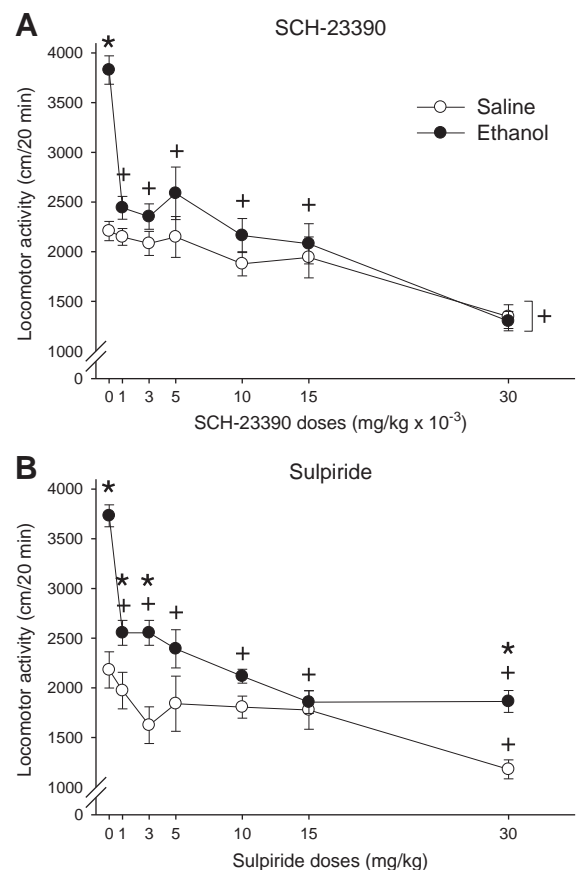 A
SCH-23390
*
4000
3500
3000
2500
2000
1500
1000
0
Locomotor activity (cm/20 min)
Saline
Ethanol
+
+
+
+
+
+
0 1 3 5 10 15 30
SCH-23390 doses (mg/kg x 10⁻³)
B
Sulpiride
*
4000
3500
3000
2500
2000
1500
1000
0
Locomotor activity (cm/20 min)
* * *
+ + + + + +
+
0 1 3 5 10 15 30
Sulpiride doses (mg/kg)